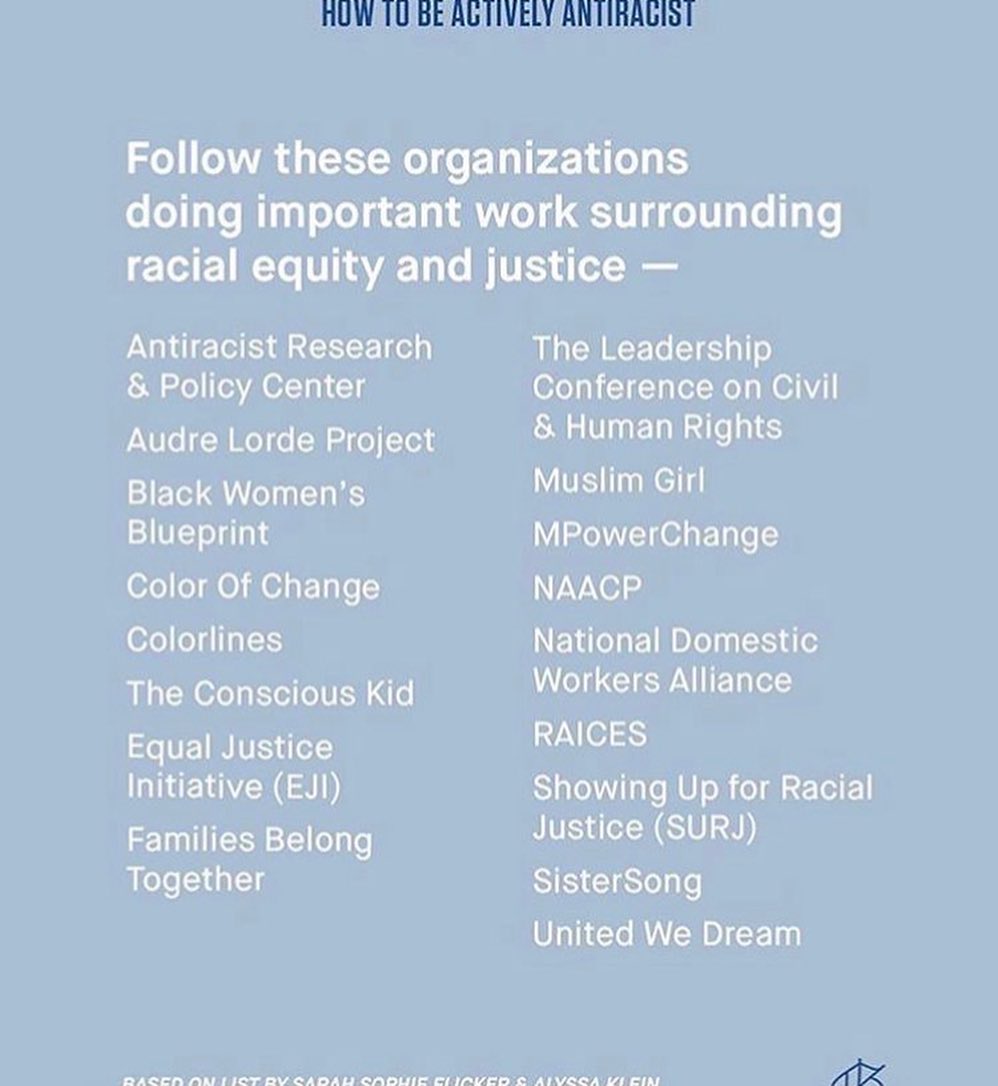 HOW TO BE ACTIVELY ANTIRACIST
Follow these organizations
doing important work surrounding
racial equity and justice —
Antiracist Research
& Policy Center
Audre Lorde Project
Black Women's
Blueprint
Color Of Change
Colorlines
The Conscious Kid
Equal Justice
Initiative (EJI)
Families Belong
Together
The Leadership
Conference on Civil
& Human Rights
Muslim Girl
MPowerChange
NAACP
National Domestic
Workers Alliance
RAICES
Showing Up for Racial
Justice (SURJ)
SisterSong
United We Dream
BASED ON LIST BY SARAH SOPHIE FLICKER & ALYSSA KLEIN